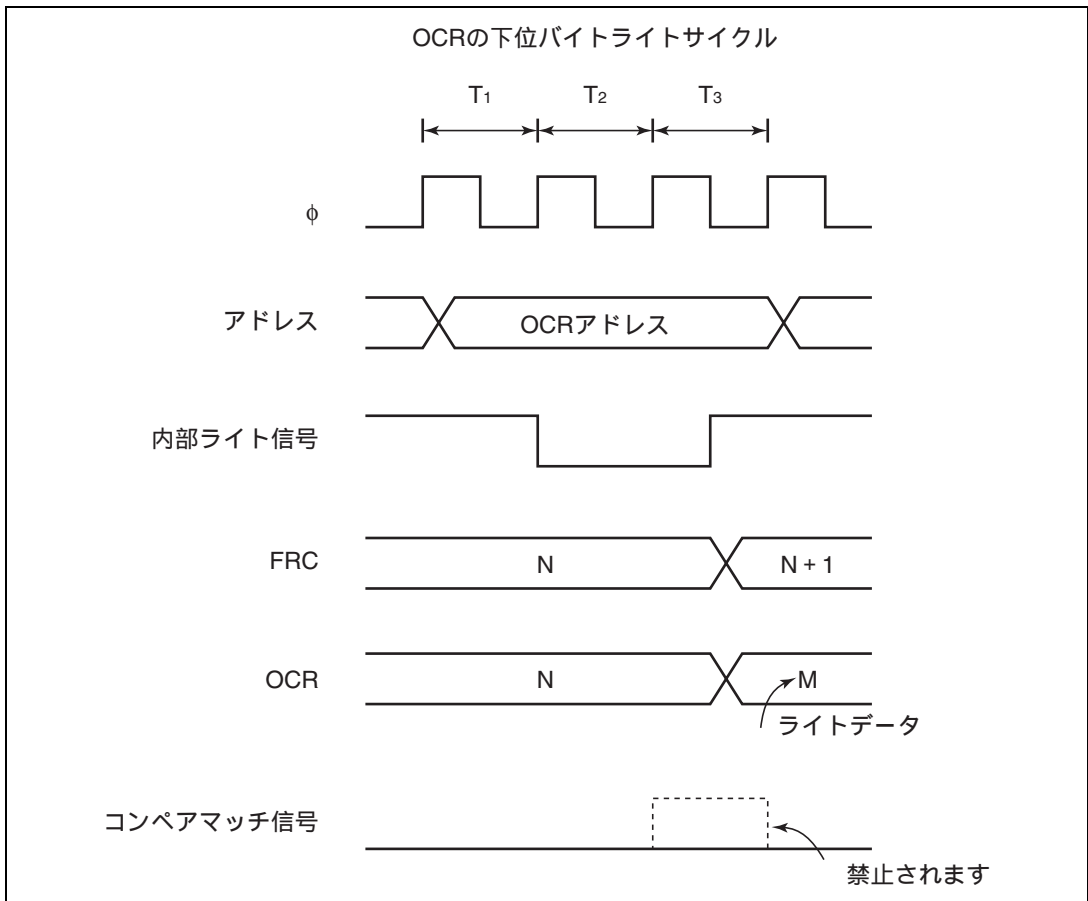 OCRの下位バイトライトサイクル
T1 T2 T3
φ
アドレス OCRアドレス
内部ライト信号
FRC N N + 1
OCR N M
ライトデータ
コンペアマッチ信号
禁止されます